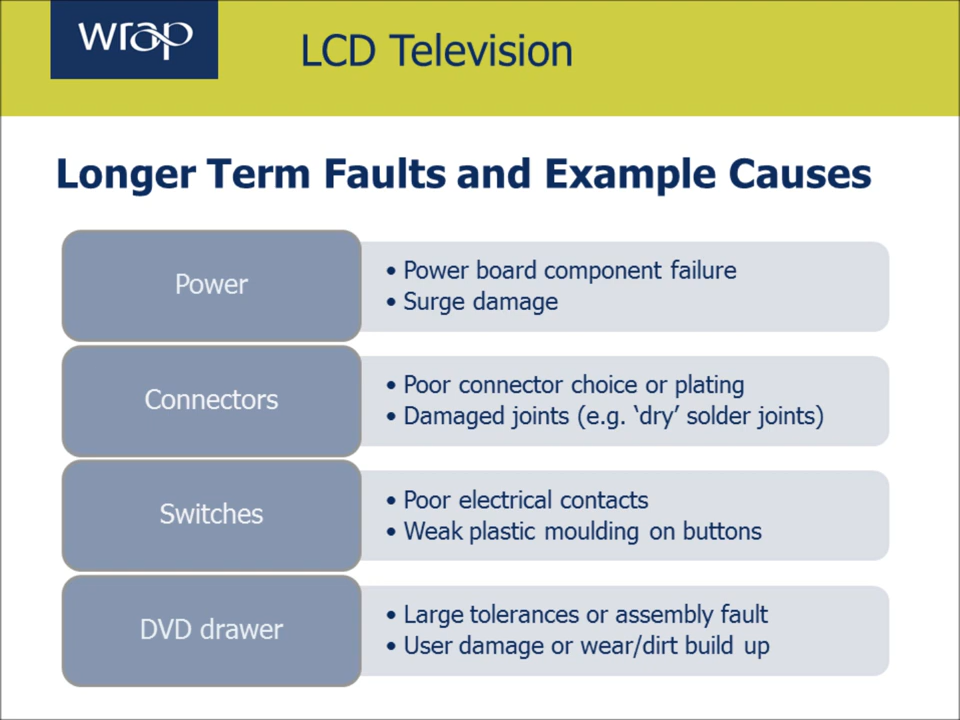 wrap
LCD Television
Longer Term Faults and Example Causes
Power
• Power board component failure
• Surge damage
Connectors
• Poor connector choice or plating
• Damaged joints (e.g. ‘dry’ solder joints)
Switches
• Poor electrical contacts
• Weak plastic moulding on buttons
DVD drawer
• Large tolerances or assembly fault
• User damage or wear/dirt build up